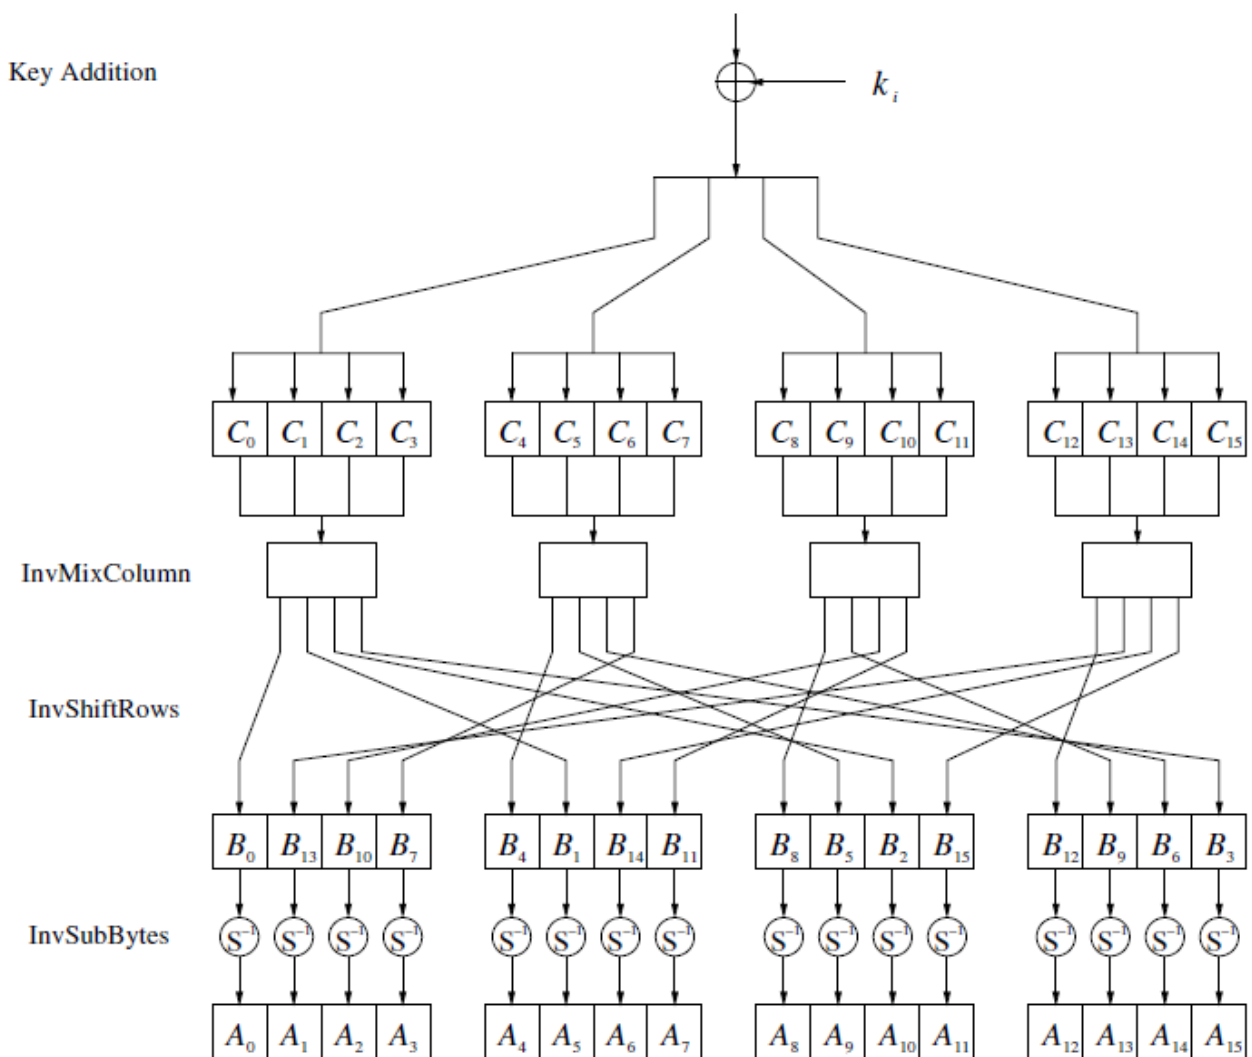 Key Addition
k_i
C_0 C_1 C_2 C_3 C_4 C_5 C_6 C_7 C_8 C_9 C_10 C_11 C_12 C_13 C_14 C_15
InvMixColumn
InvShiftRows
B_0 B_13 B_10 B_7 B_4 B_1 B_14 B_11 B_8 B_5 B_2 B_15 B_12 B_9 B_6 B_3
InvSubBytes S^-1 S^-1 S^-1 S^-1 S^-1 S^-1 S^-1 S^-1 S^-1 S^-1 S^-1 S^-1 S^-1 S^-1 S^-1 S^-1
A_0 A_1 A_2 A_3 A_4 A_5 A_6 A_7 A_8 A_9 A_10 A_11 A_12 A_13 A_14 A_15